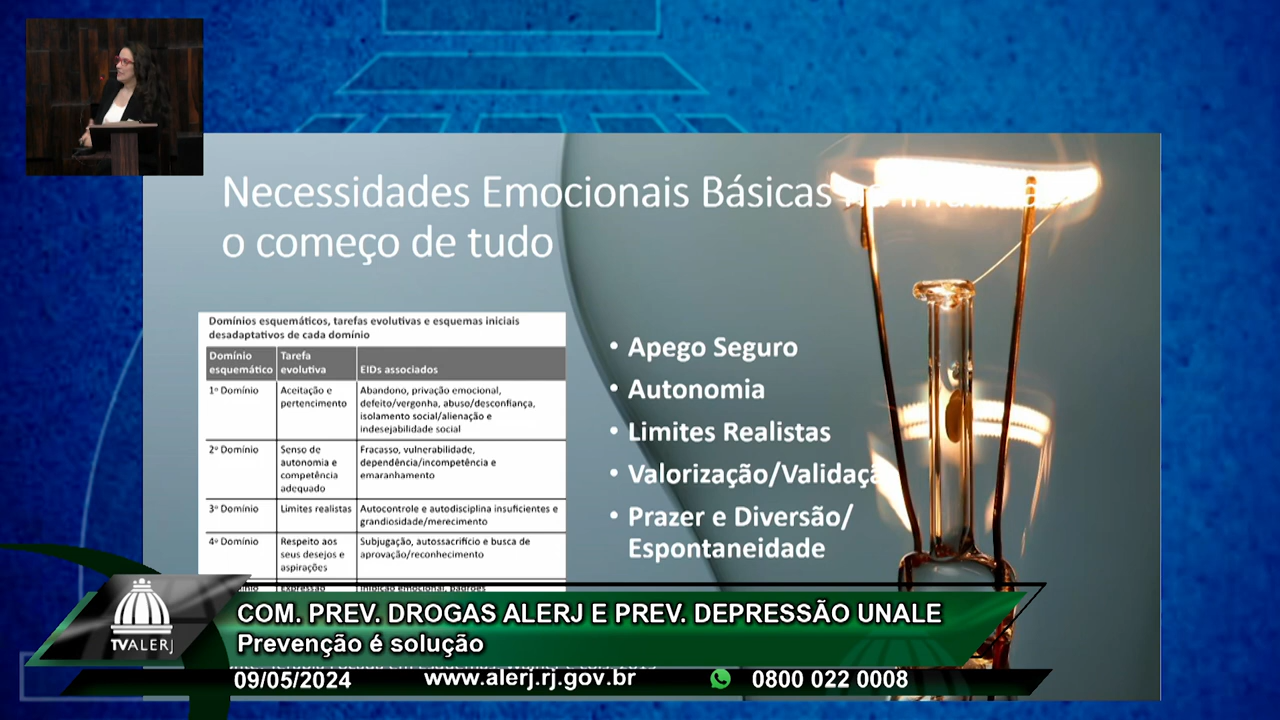 Necessidades Emocionais Básicas
o começo de tudo
Domínios esquemáticos, tarefas evolutivas e esquemas iniciais
desadaptativos de cada domínio
Domínio
esquemático
Tarefa
evolutiva
EIDs associados
1º Domínio
Aceitação e
pertencimento
Abandono, privação emocional,
defeito/vergonha, abuso/desconfiança,
isolamento social/alienação e
indesejabilidade social
2º Domínio
Senso de
autonomia e
competência
adequado
Fracasso, vulnerabilidade,
dependência/incompetência e
emaranhamento
3º Domínio
Limites realistas
Autocontrole e autodisciplina insuficientes e
grandiosidade/merecimento
4º Domínio
Respeito aos
seus desejos e
aspirações
Subjugação, autossacrifício e busca de
aprovação/reconhecimento
• Apego Seguro
• Autonomia
• Limites Realistas
• Valorização/Validaçã
• Prazer e Diversão/
Espontaneidade
TVALERJ
COM. PREV. DROGAS ALERJ E PREV. DEPRESSÃO UNALE
Prevenção é solução
09/05/2024 www.alerj.rj.gov.br 0800 022 0008